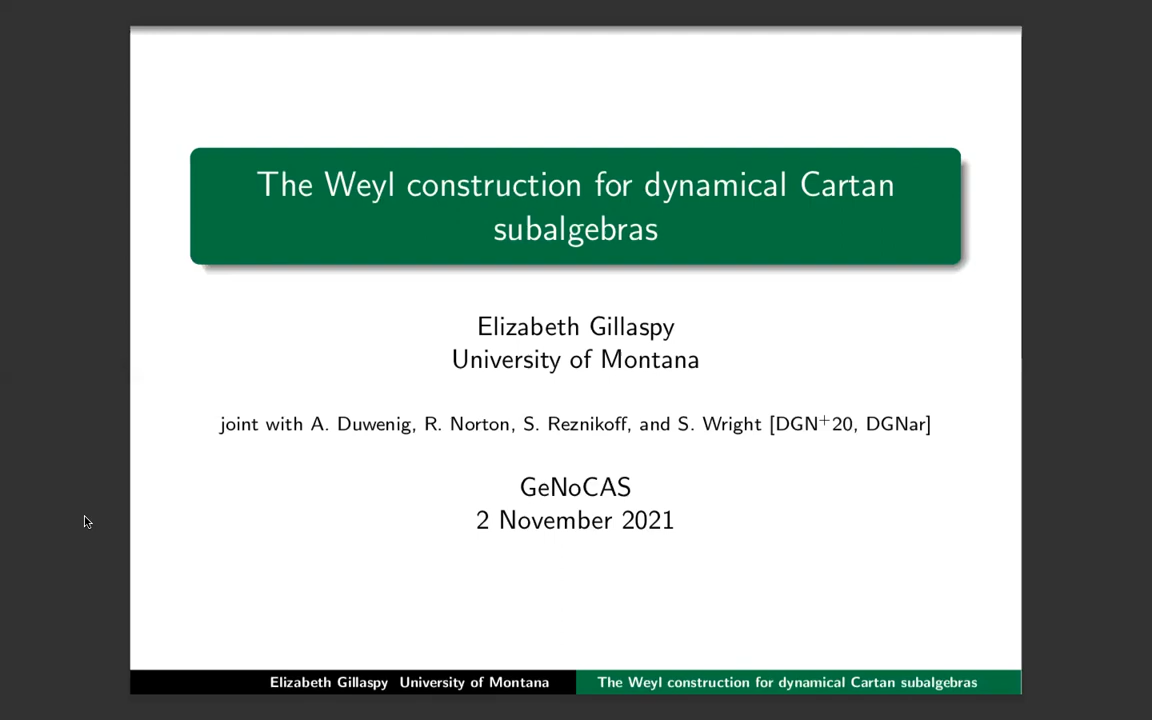 The Weyl construction for dynamical Cartan
subalgebras
Elizabeth Gillaspy
University of Montana
joint with A. Duwenig, R. Norton, S. Reznikoff, and S. Wright [DGN+20, DGNar]
GeNoCAS
2 November 2021
Elizabeth Gillaspy University of Montana
The Weyl construction for dynamical Cartan subalgebras